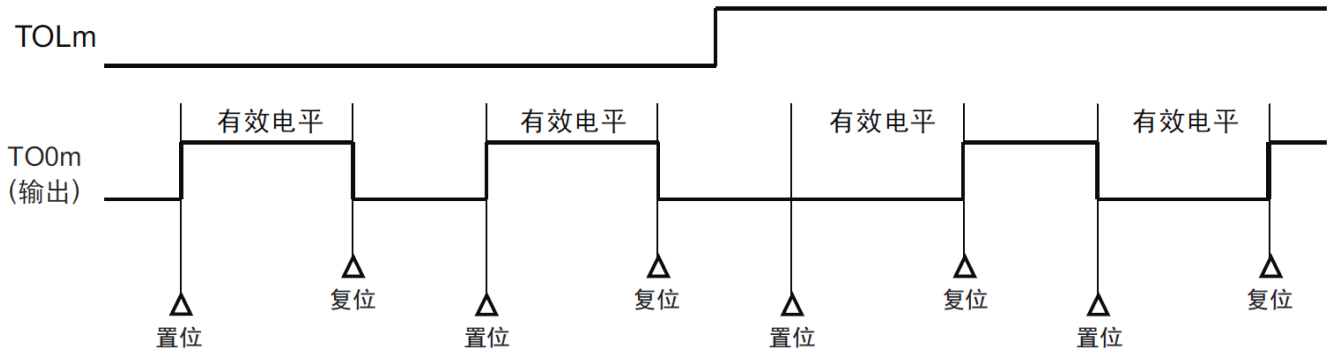 TOLm
有效电平 有效电平 有效电平 有效电平
TO0m
(输出)
复位 复位 复位 复位
置位 置位 置位 置位